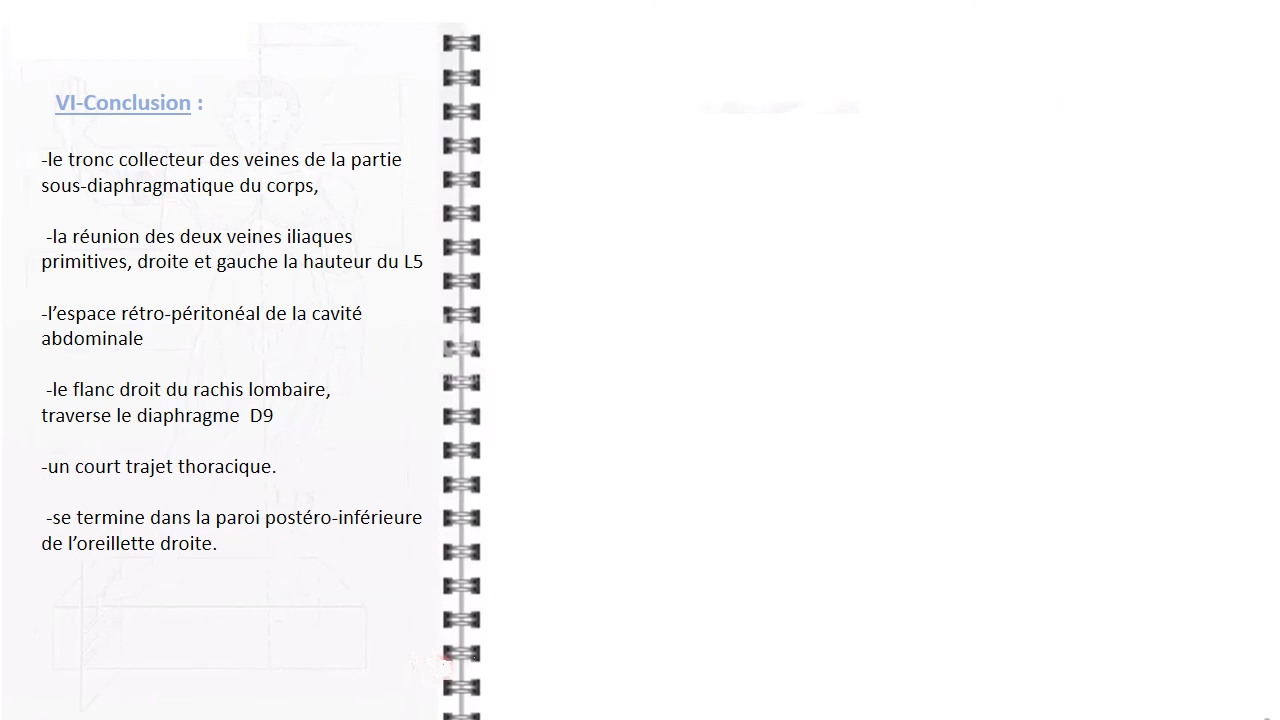 VI-Conclusion :
-le tronc collecteur des veines de la partie
sous-diaphragmatique du corps,
-la réunion des deux veines iliaques
primitives, droite et gauche la hauteur du L5
-l’espace rétro-péritonéal de la cavité
abdominale
-le flanc droit du rachis lombaire,
traverse le diaphragme  D9
-un court trajet thoracique.
-se termine dans la paroi postéro-inférieure
de l’oreillette droite.